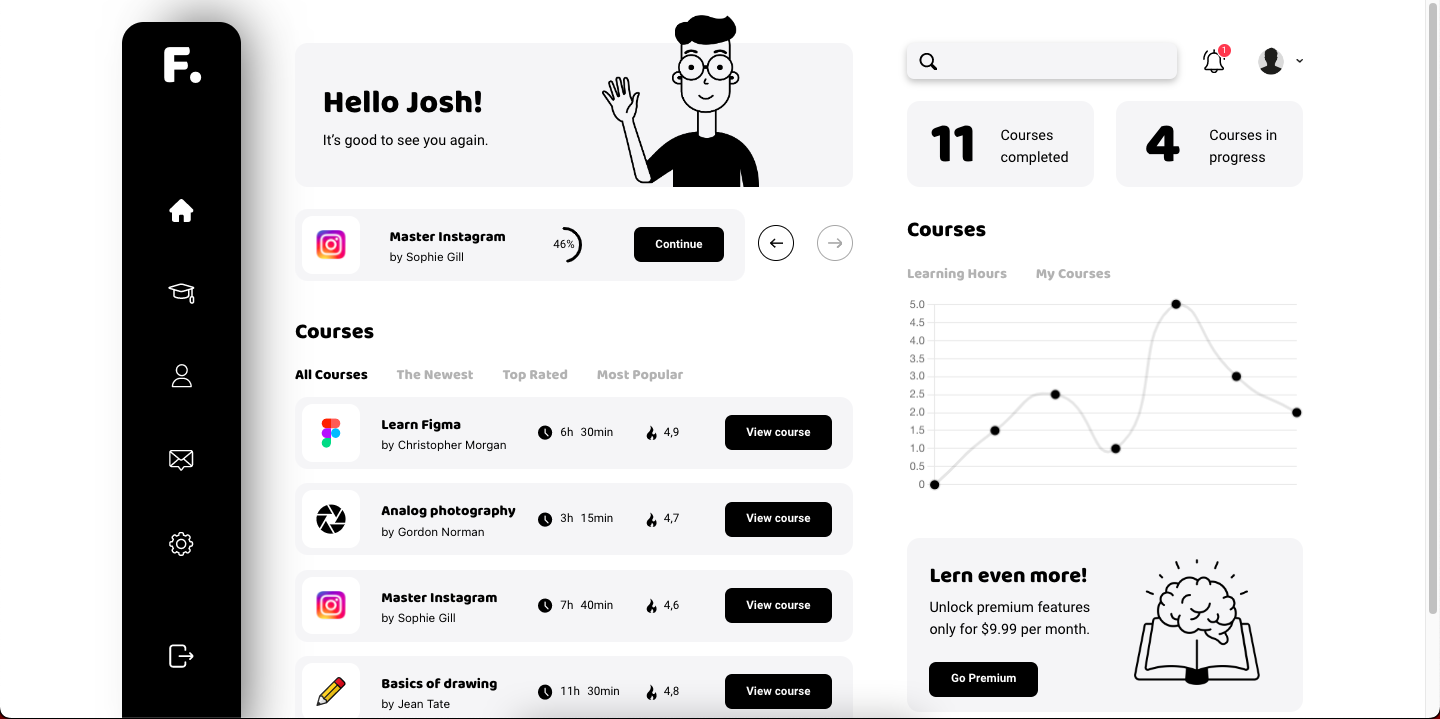 F.
Hello Josh!
It's good to see you again.
Master Instagram
by Sophie Gill
46%
Continue
Courses
All Courses The Newest Top Rated Most Popular
Learn Figma
by Christopher Morgan
6h 30min
4,9
View course
Analog photography
by Gordon Norman
3h 15min
4,7
View course
Master Instagram
by Sophie Gill
7h 40min
4,6
View course
Basics of drawing
by Jean Tate
11h 30min
4,8
View course
1
11
Courses
completed
4
Courses in
progress
Courses
Learning Hours My Courses
5.0
4.5
4.0
3.5
3.0
2.5
2.0
1.5
1.0
0.5
0
Lern even more!
Unlock premium features
only for $9.99 per month.
Go Premium